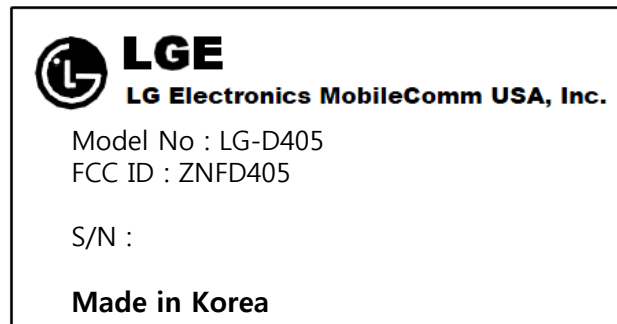 LGE
LG Electronics MobileComm USA, Inc.
Model No : LG-D405
FCC ID : ZNFD405
S/N :
Made in Korea